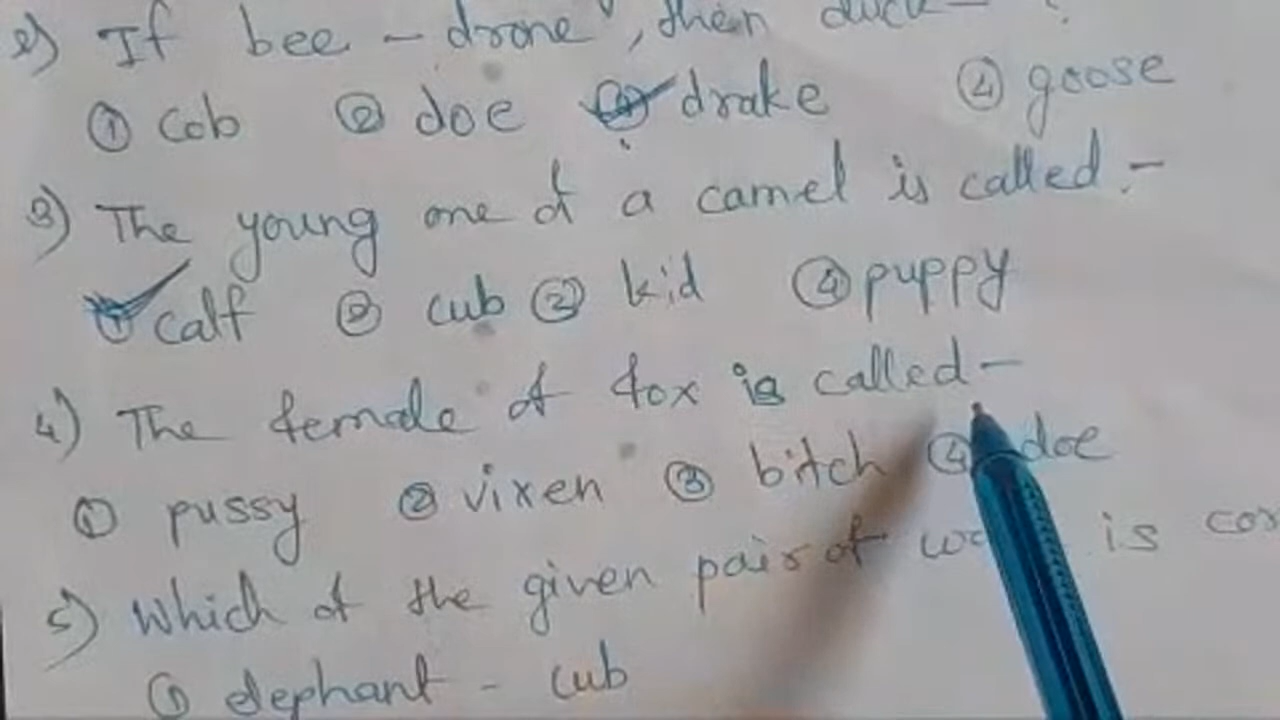 2) If bee - drone, then duck - ?
① cob ② doe ③ drake ④ goose
3) The young one of a camel is called :-
① calf ② cub ② kid ④ puppy
4) The female of fox is called -
① pussy ② vixen ③ bitch ④ doe
5) Which of the given pair of is
① elephant - cub